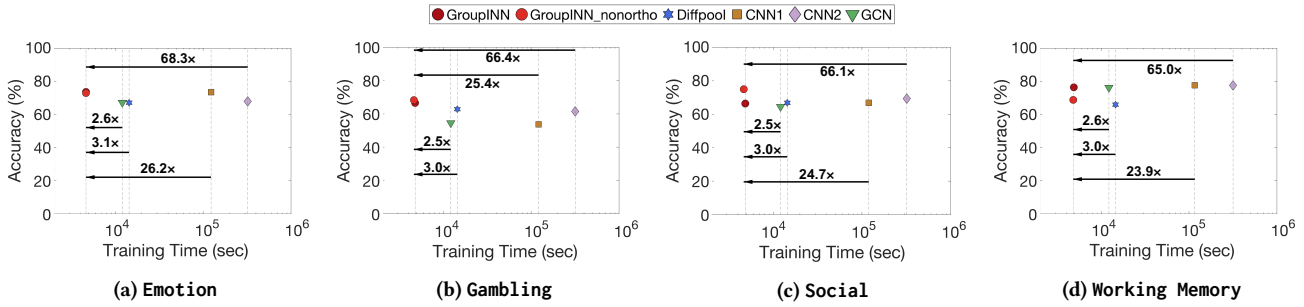 GroupINN GroupINN_nonortho Diffpool CNN1 CNN2 GCN
100
80
60
40
20
0
Accuracy (%)
68.3×
2.6×
3.1×
26.2×
10^4 10^5 10^6
Training Time (sec)
(a) Emotion
100
80
60
40
20
0
Accuracy (%)
66.4×
25.4×
2.5×
3.0×
10^4 10^5 10^6
Training Time (sec)
(b) Gambling
100
80
60
40
20
0
Accuracy (%)
66.1×
2.5×
3.0×
24.7×
10^4 10^5 10^6
Training Time (sec)
(c) Social
100
80
60
40
20
0
Accuracy (%)
65.0×
2.6×
3.0×
23.9×
10^4 10^5 10^6
Training Time (sec)
(d) Working Memory